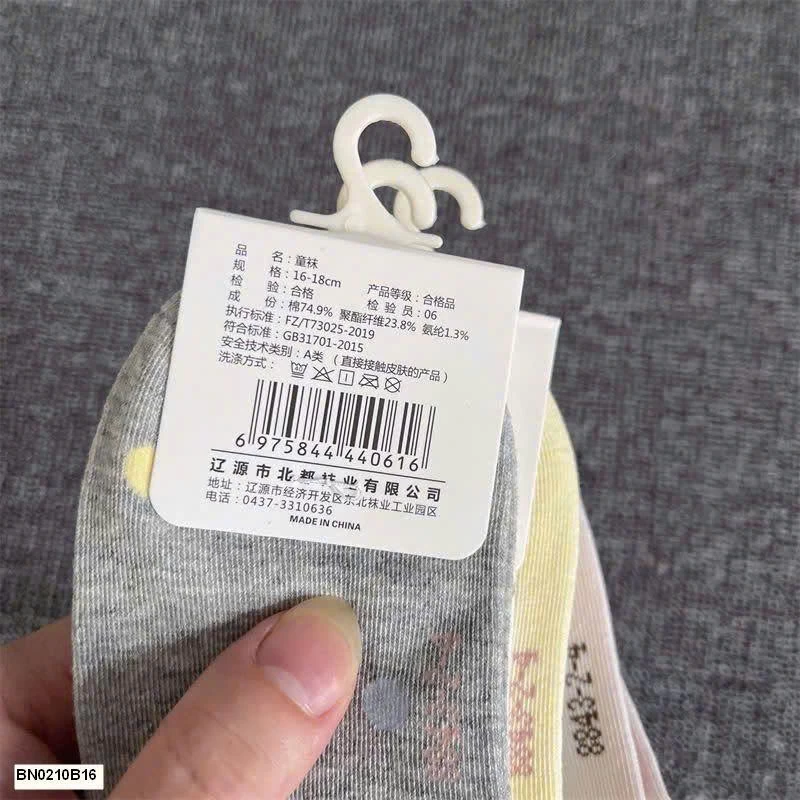 品 名：童袜
规 格：16-18cm 产品等级：合格品
检 验：合格 检 验 员：06
成 份：棉74.9% 聚酯纤维23.8% 氨纶1.3%
执行标准：FZ/T73025-2019
符合标准：GB31701-2015
安全技术类别：A类（直接接触皮肤的产品）
洗涤方式：
6 975844 440616
辽源市北都袜业有限公司
地址：辽源市经济开发区东北袜业工业园区
电话：0437-3310636
MADE IN CHINA
8848-2-4
BN0210B16